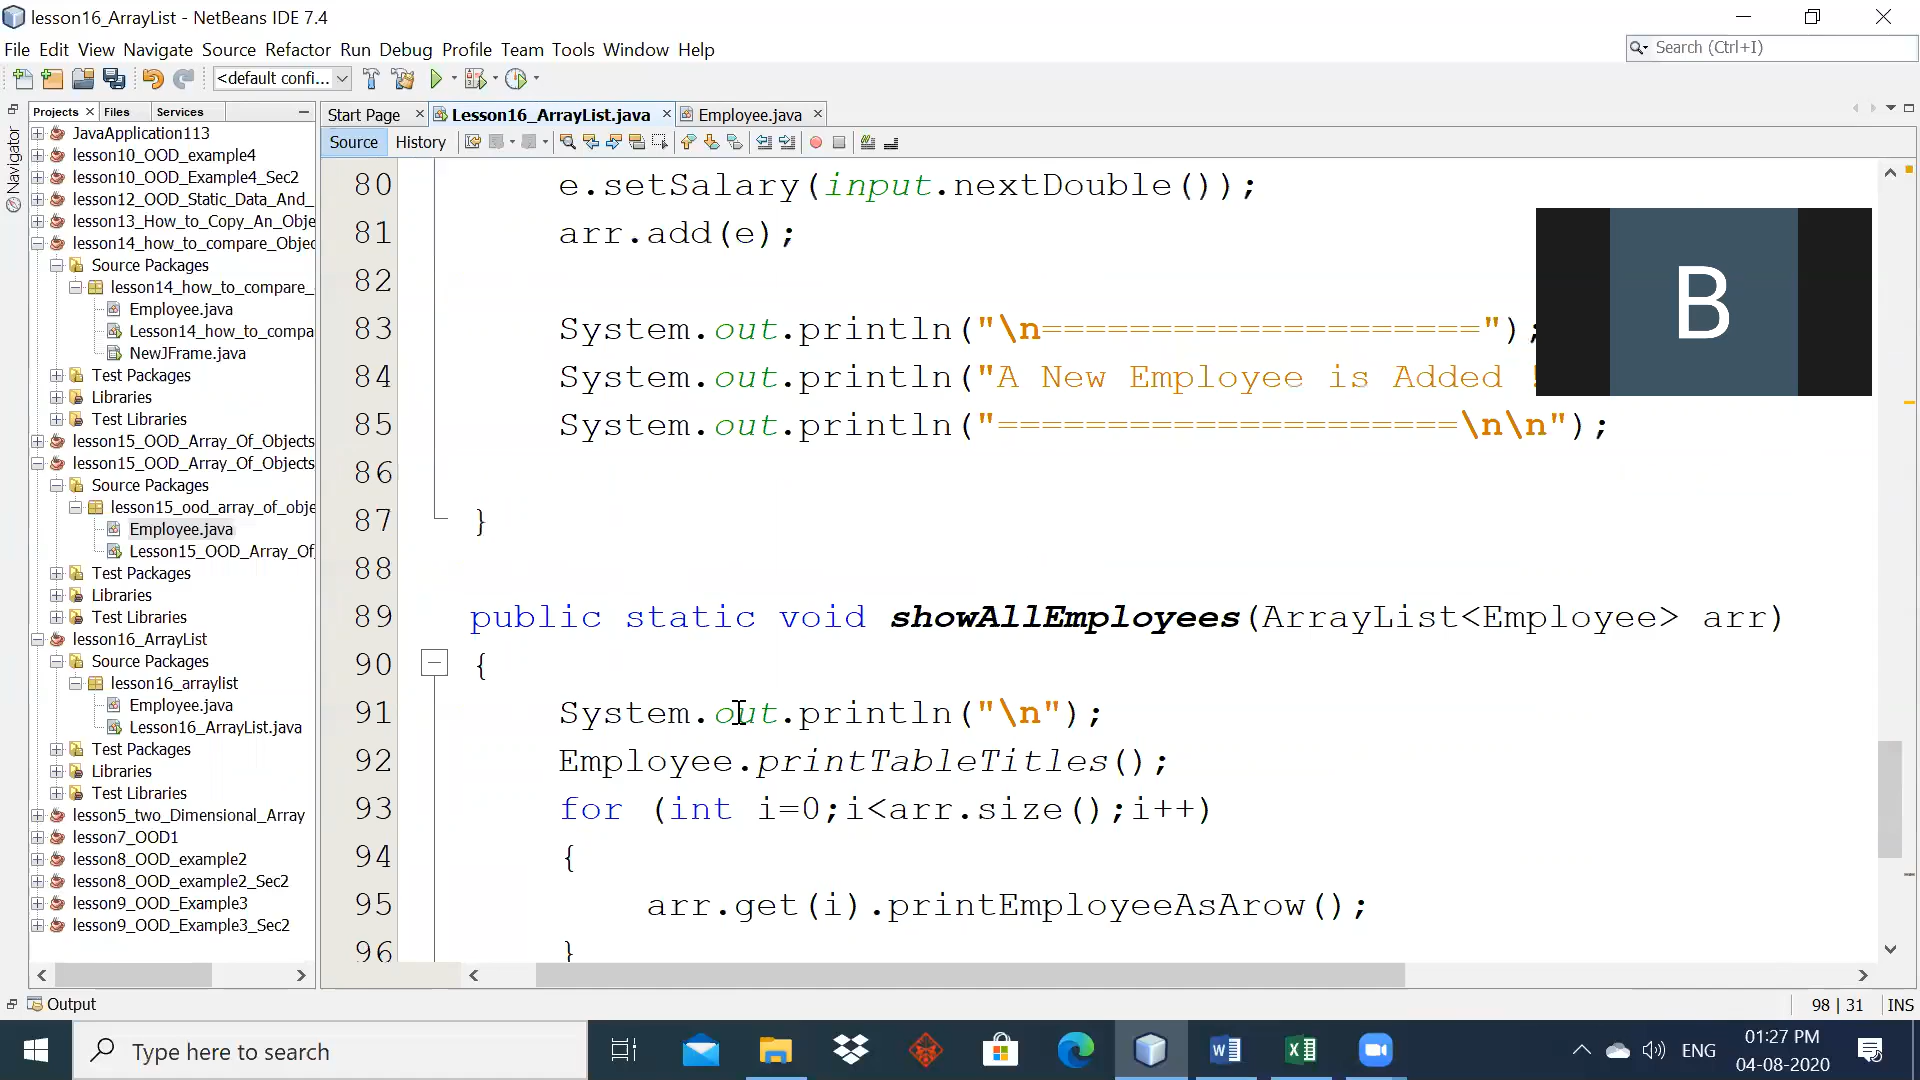 lesson16_ArrayList - NetBeans IDE 7.4
File Edit View Navigate Source Refactor Run Debug Profile Team Tools Window Help
Search (Ctrl+I)
<default confi...
Projects Files Services
Navigator
JavaApplication113
lesson10_OOD_example4
lesson10_OOD_Example4_Sec2
lesson12_OOD_Static_Data_And_
lesson13_How_to_Copy_An_Obje
lesson14_how_to_compare_Objec
Source Packages
lesson14_how_to_compare_
Employee.java
Lesson14_how_to_compa
NewJFrame.java
Test Packages
Libraries
Test Libraries
lesson15_OOD_Array_Of_Objects
lesson15_OOD_Array_Of_Objects
Source Packages
lesson15_ood_array_of_obje
Employee.java
Lesson15_OOD_Array_Of_
Test Packages
Libraries
Test Libraries
lesson16_ArrayList
Source Packages
lesson16_arraylist
Employee.java
Lesson16_ArrayList.java
Test Packages
Libraries
Test Libraries
lesson5_two_Dimensional_Array
lesson7_OOD1
lesson8_OOD_example2
lesson8_OOD_example2_Sec2
lesson9_OOD_Example3
lesson9_OOD_Example3_Sec2
Start Page Lesson16_ArrayList.java Employee.java
Source History
80 e.setSalary(input.nextDouble());
81 arr.add(e);
82
83 System.out.println("\n====================");
84 System.out.println("A New Employee is Added
85 System.out.println("=====================\n\n");
86
87 }
88
89 public static void showAllEmployees(ArrayList<Employee> arr)
90 {
91 System.out.println("\n");
92 Employee.printTableTitles();
93 for (int i=0;i<arr.size();i++)
94 {
95 arr.get(i).printEmployeeAsArow();
96 }
B
Output
98 | 31 INS
Type here to search
ENG
01:27 PM
04-08-2020